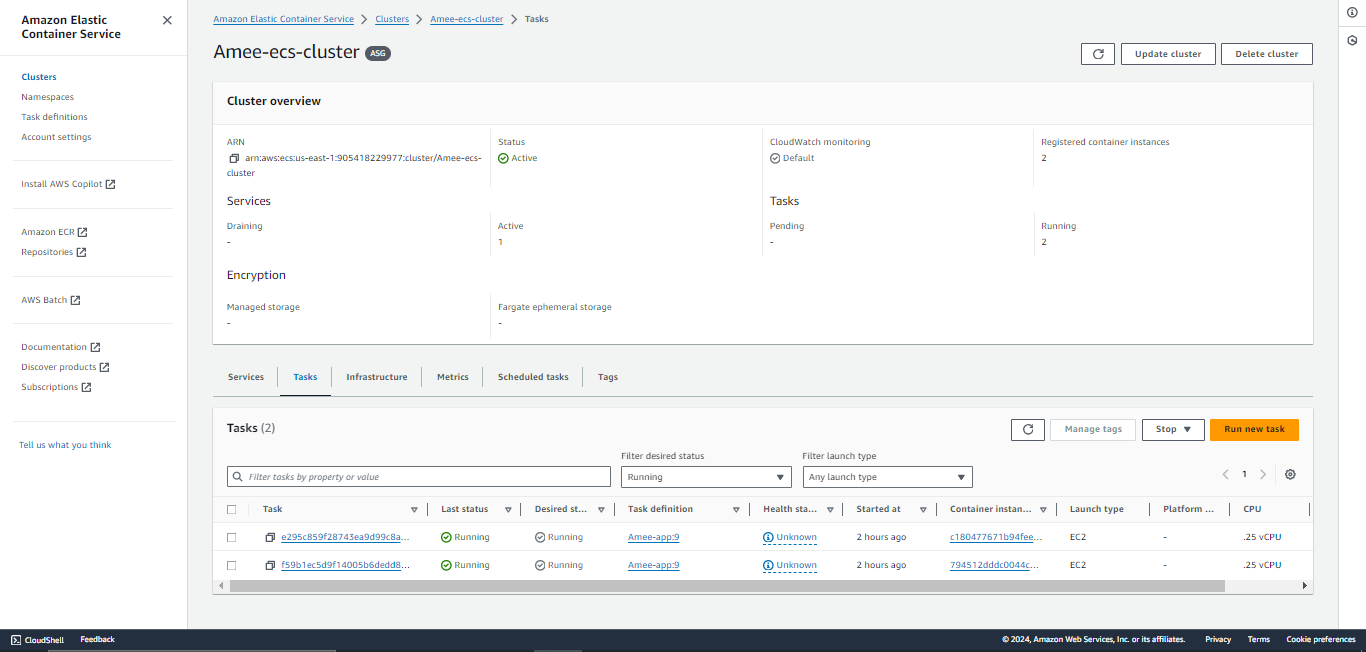 Amazon Elastic
Container Service
Clusters
Namespaces
Task definitions
Account settings
Install AWS Copilot
Amazon ECR
Repositories
AWS Batch
Documentation
Discover products
Subscriptions
Tell us what you think
Amazon Elastic Container Service > Clusters > Amee-ecs-cluster > Tasks
Amee-ecs-cluster ASG
Update cluster Delete cluster
Cluster overview
ARN Status CloudWatch monitoring Registered container instances
arn:aws:ecs:us-east-1:905418229977:cluster/Amee-ecs- Active Default 2
cluster
Services Tasks
Draining Active Pending Running
- 1 - 2
Encryption
Managed storage Fargate ephemeral storage
- -
Services Tasks Infrastructure Metrics Scheduled tasks Tags
Tasks (2) Manage tags Stop Run new task
Filter desired status Filter launch type
Filter tasks by property or value Running Any launch type 1
Task Last status Desired st... Task definition Health sta... Started at Container instan... Launch type Platform ... CPU
e295c859f28743ea9d99c8a... Running Running Amee-app:9 Unknown 2 hours ago c180477671b94fee... EC2 - .25 vCPU
f59b1ec5d9f14005b6dedd8... Running Running Amee-app:9 Unknown 2 hours ago 794512dddc0044c... EC2 - .25 vCPU
CloudShell Feedback © 2024, Amazon Web Services, Inc. or its affiliates. Privacy Terms Cookie preferences